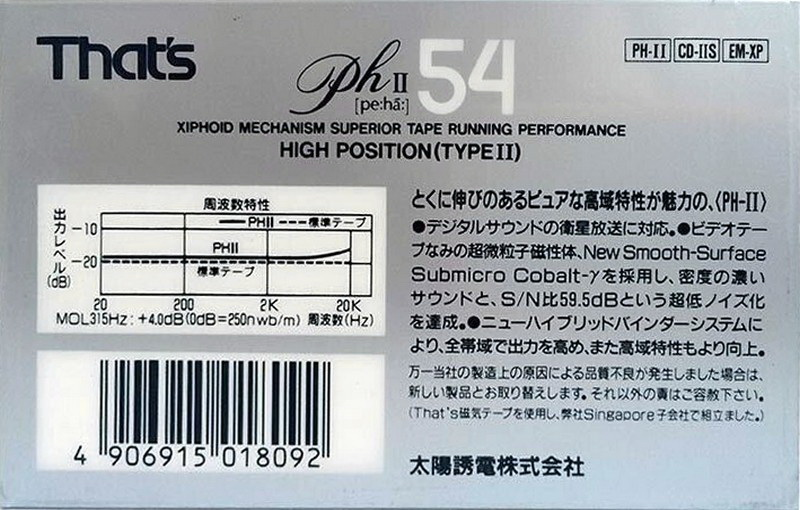 That's
Ph II 54
[pe:hā:]
PH-II CD-IIS EM-XP
XIPHOID MECHANISM SUPERIOR TAPE RUNNING PERFORMANCE
HIGH POSITION(TYPE II)
周波数特性
PHII 標準テープ
出力レベル(dB)
-10
-20
PHII
標準テープ
20 200 2K 20K
MOL315Hz: +4.0dB(0dB=250nwb/m) 周波数(Hz)
4 906915 018092
とくに伸びのあるピュアな高域特性が魅力の、〈PH-II〉
●デジタルサウンドの衛星放送に対応。●ビデオテー
プなみの超微粒子磁性体、New Smooth-Surface
Submicro Cobalt-γを採用し、密度の濃い
サウンドと、S/N比59.5dBという超低ノイズ化
を達成。●ニューハイブリッドバインダーシステムに
より、全帯域で出力を高め、また高域特性もより向上。
万一当社の製造上の原因による品質不良が発生しました場合は、
新しい製品とお取り替えします。それ以外の責はご容赦下さい。
(That's磁気テープを使用し、弊社Singapore子会社で組立ました。)
太陽誘電株式会社